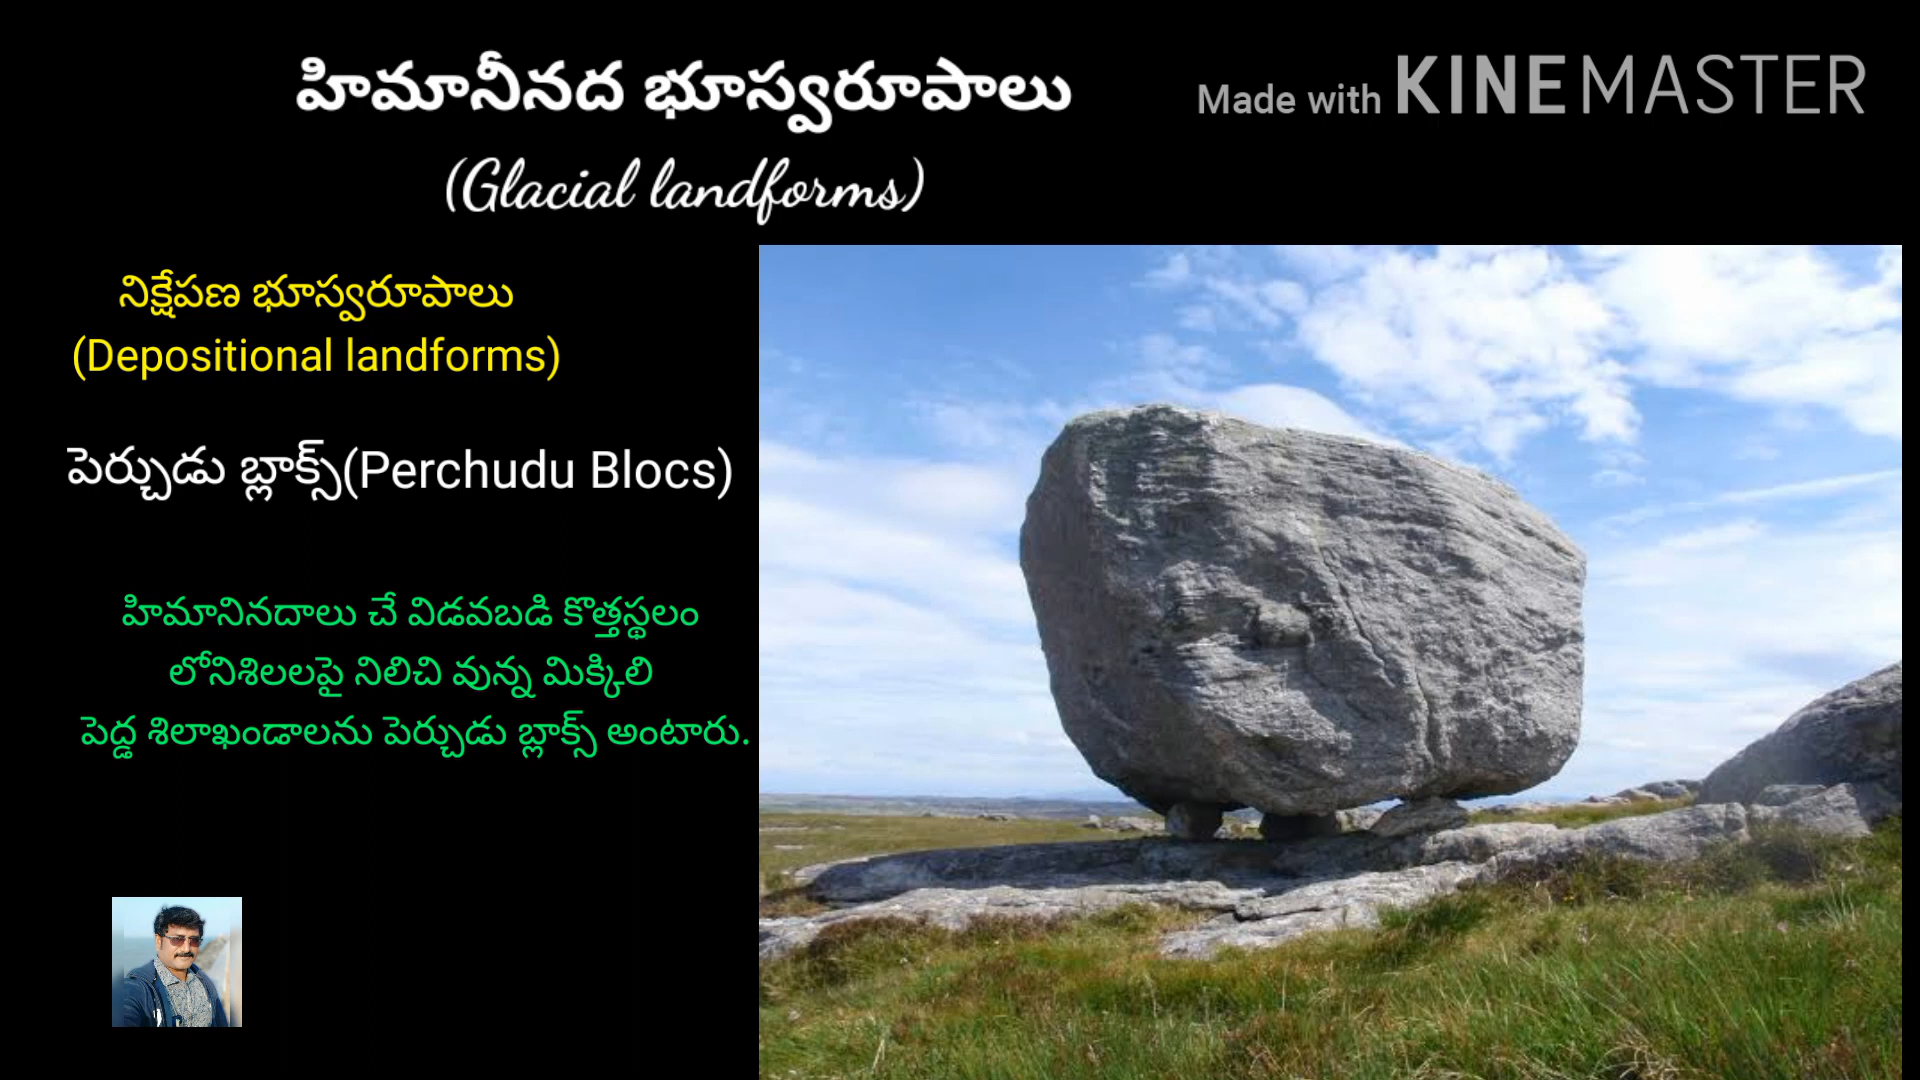 హిమానీనద భూస్వరూపాలు
Made with KINEMASTER
(Glacial landforms)
నిక్షేపణ భూస్వరూపాలు
(Depositional landforms)
పెర్చుడు బ్లాక్స్(Perchudu Blocs)
హిమానినదాలు చే విడవబడి కొత్తస్థలం
లోనిశిలలపై నిలిచి వున్న మిక్కిలి
పెద్ద శిలాఖండాలను పెర్చుడు బ్లాక్స్ అంటారు.